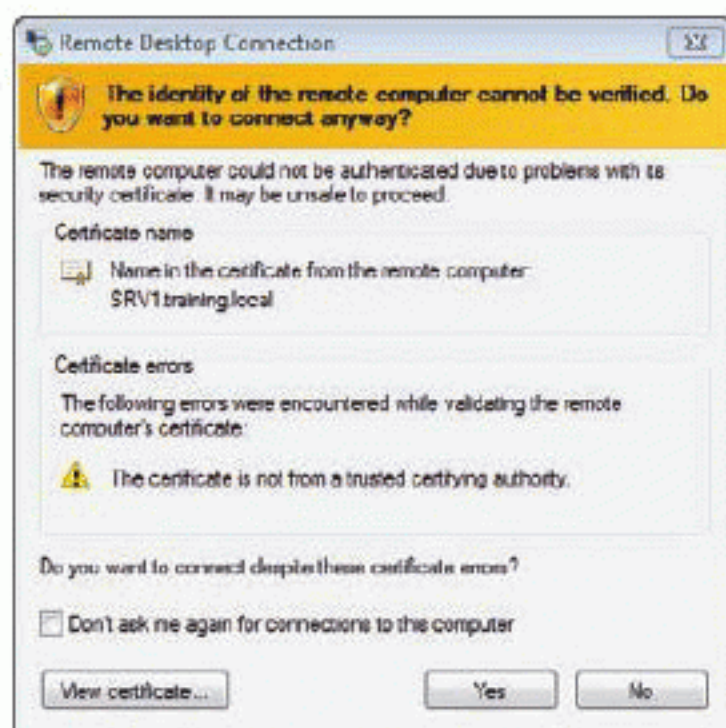 Remote Desktop Connection
The identity of the remote computer cannot be verified. Do
you want to connect anyway?
The remote computer could not be authenticated due to problems with its
security certificate. It may be unsafe to proceed.
Certificate name
Name in the certificate from the remote computer:
SRV1.training.local
Certificate errors
The following errors were encountered while validating the remote
computer's certificate:
The certificate is not from a trusted certifying authority.
Do you want to connect despite these certificate errors?
Don't ask me again for connections to this computer
View certificate...
Yes
No